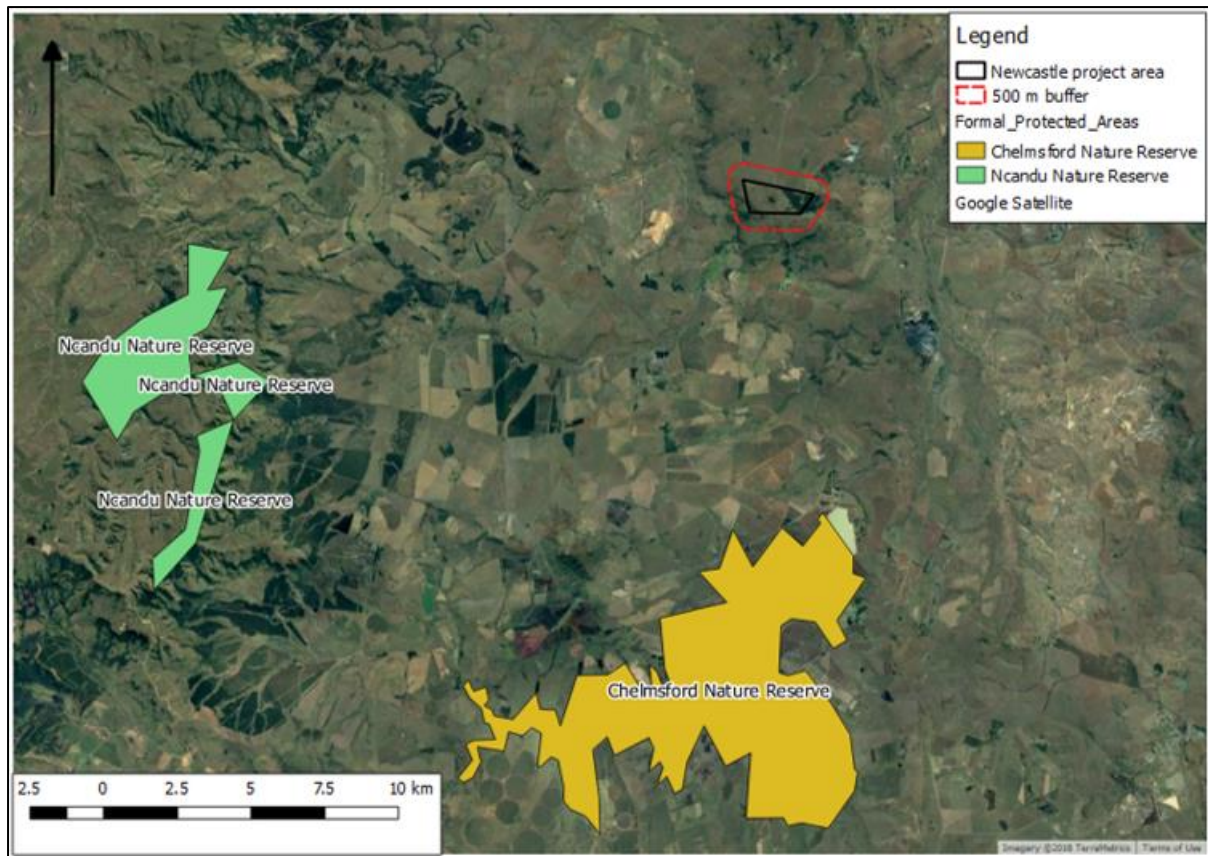 Legend
Newcastle project area
500 m buffer
Formal_Protected_Areas
Chelmsford Nature Reserve
Ncandu Nature Reserve
Google Satellite
Ncandu Nature Reserve
Ncandu Nature Reserve
Ncandu Nature Reserve
Chelmsford Nature Reserve
2.5 0 2.5 5 7.5 10 km
Imagery ©2018 TerraMetrics Terms of Use